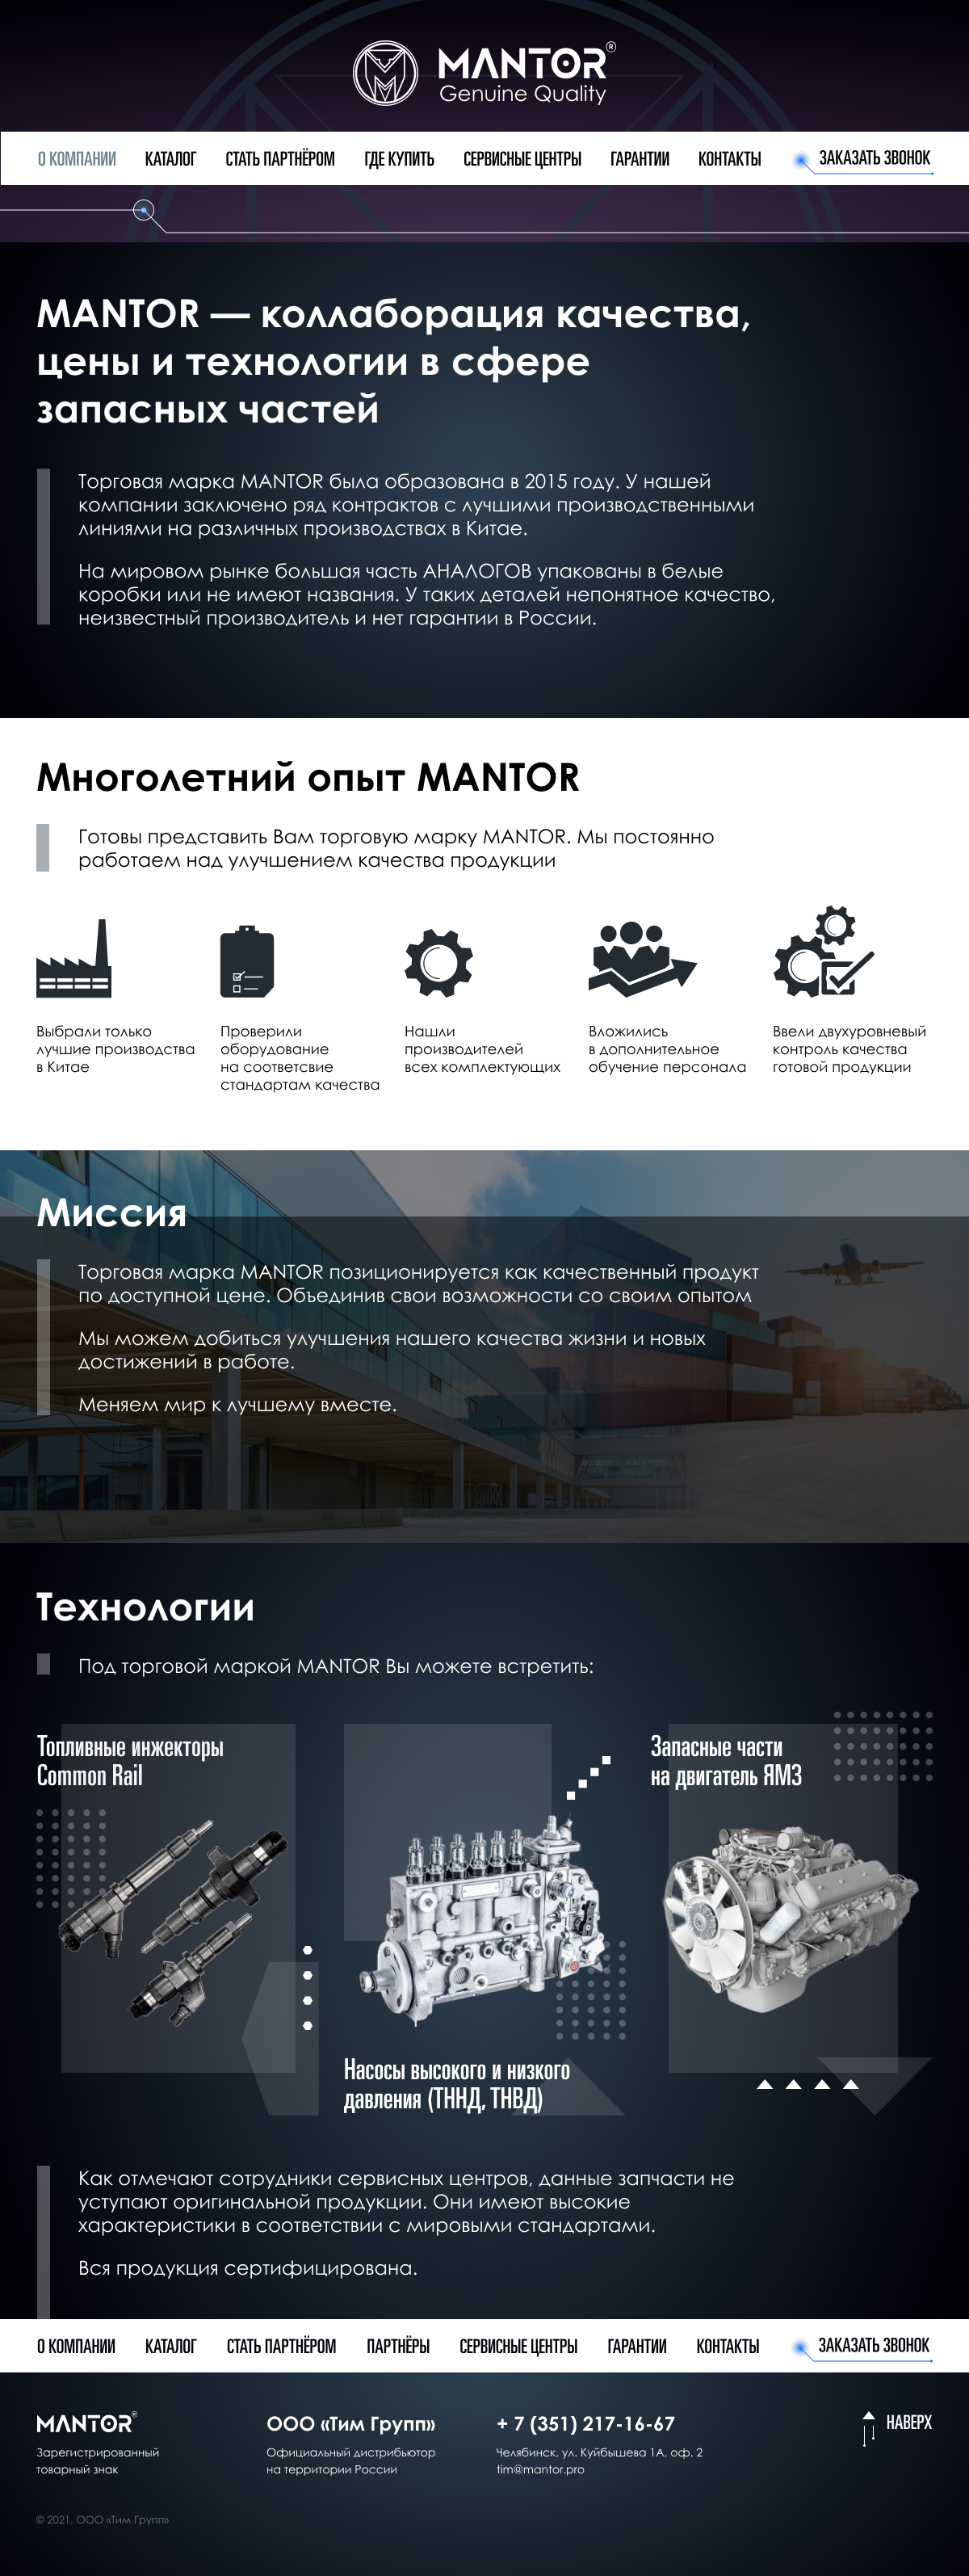 MANTOR®
Genuine Quality
О КОМПАНИИ КАТАЛОГ СТАТЬ ПАРТНЁРОМ ГДЕ КУПИТЬ СЕРВИСНЫЕ ЦЕНТРЫ ГАРАНТИИ КОНТАКТЫ ЗАКАЗАТЬ ЗВОНОК
MANTOR — коллаборация качества,
цены и технологии в сфере
запасных частей
Торговая марка MANTOR была образована в 2015 году. У нашей
компании заключено ряд контрактов с лучшими производственными
линиями на различных производствах в Китае.
На мировом рынке большая часть АНАЛОГОВ упакованы в белые
коробки или не имеют названия. У таких деталей непонятное качество,
неизвестный производитель и нет гарантии в России.
Многолетний опыт MANTOR
Готовы представить Вам торговую марку MANTOR. Мы постоянно
работаем над улучшением качества продукции
Выбрали только
лучшие производства
в Китае
Проверили
оборудование
на соответсвие
стандартам качества
Нашли
производителей
всех комплектующих
Вложились
в дополнительное
обучение персонала
Ввели двухуровневый
контроль качества
готовой продукции
Миссия
Торговая марка MANTOR позиционируется как качественный продукт
по доступной цене. Объединив свои возможности со своим опытом
Мы можем добиться улучшения нашего качества жизни и новых
достижений в работе.
Меняем мир к лучшему вместе.
Технологии
Под торговой маркой MANTOR Вы можете встретить:
Топливные инжекторы
Common Rail
Запасные части
на двигатель ЯМЗ
Насосы высокого и низкого
давления (ТННД, ТНВД)
Как отмечают сотрудники сервисных центров, данные запчасти не
уступают оригинальной продукции. Они имеют высокие
характеристики в соответствии с мировыми стандартами.
Вся продукция сертифицирована.
О КОМПАНИИ КАТАЛОГ СТАТЬ ПАРТНЁРОМ ПАРТНЁРЫ СЕРВИСНЫЕ ЦЕНТРЫ ГАРАНТИИ КОНТАКТЫ ЗАКАЗАТЬ ЗВОНОК
MANTOR®
Зарегистрированный
товарный знак
ООО «Тим Групп»
Официальный дистрибьютор
на территории России
+ 7 (351) 217-16-67
Челябинск, ул. Куйбышева 1А, оф. 2
tim@mantor.pro
НАВЕРХ
© 2021, ООО «Тим Групп»